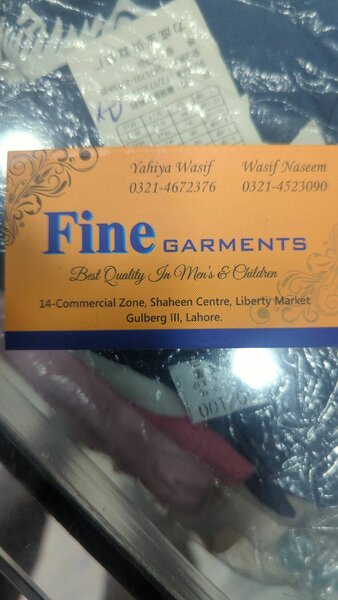 Yahiya Wasif Wasif Naseem
0321-4672376 0321-4523090
Fine GARMENTS
Best Quality In Men's & Children
14-Commercial Zone, Shaheen Centre, Liberty Market
Gulberg III, Lahore.